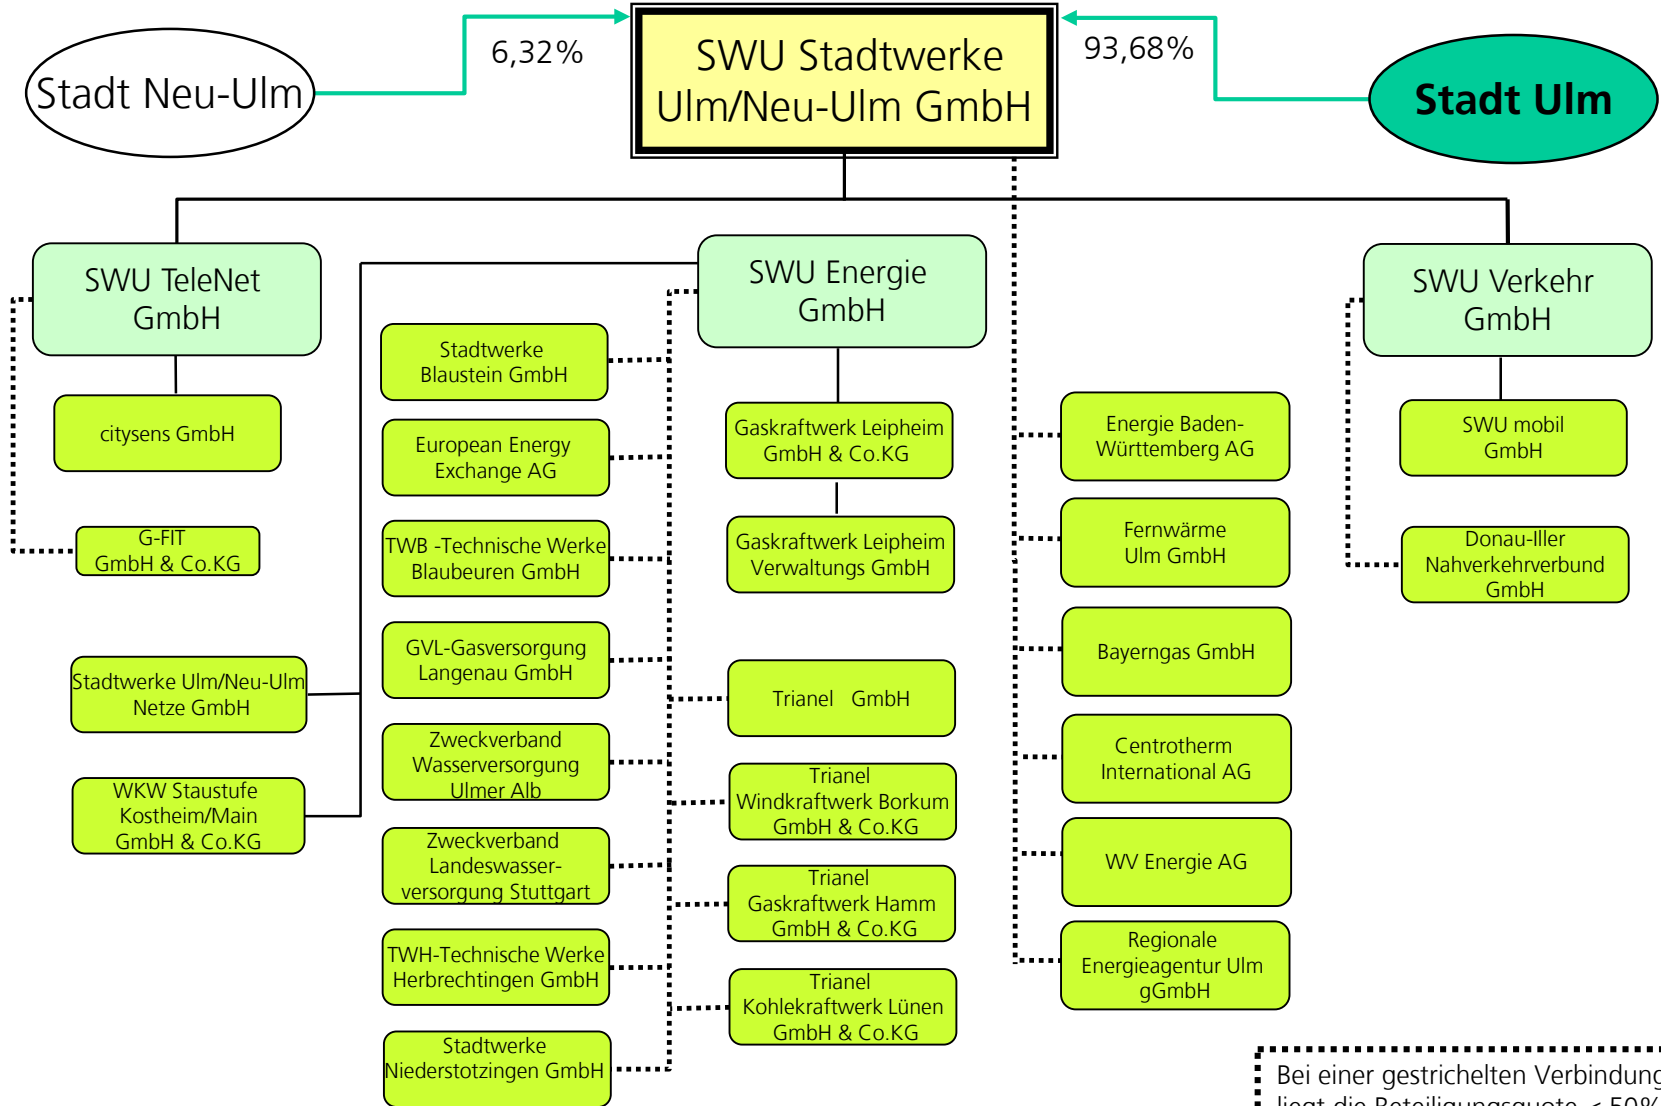 Stadt Neu-Ulm
6,32%
SWU Stadtwerke
Ulm/Neu-Ulm GmbH
93,68%
Stadt Ulm
SWU TeleNet
GmbH
citysens GmbH
G-FIT
GmbH & Co.KG
Stadtwerke Ulm/Neu-Ulm
Netze GmbH
WKW Staustufe
Kostheim/Main
GmbH & Co.KG
SWU Energie
GmbH
Stadtwerke
Blaustein GmbH
European Energy
Exchange AG
TWB -Technische Werke
Blaubeuren GmbH
GVL-Gasversorgung
Langenau GmbH
Zweckverband
Wasserversorgung
Ulmer Alb
Zweckverband
Landeswasser-
versorgung Stuttgart
TWH-Technische Werke
Herbrechtingen GmbH
Stadtwerke
Niederstotzingen GmbH
Gaskraftwerk Leipheim
GmbH & Co.KG
Gaskraftwerk Leipheim
Verwaltungs GmbH
Trianel GmbH
Trianel
Windkraftwerk Borkum
GmbH & Co.KG
Trianel
Gaskraftwerk Hamm
GmbH & Co.KG
Trianel
Kohlekraftwerk Lünen
GmbH & Co.KG
Energie Baden-
Württemberg AG
Fernwärme
Ulm GmbH
Bayerngas GmbH
Centrotherm
International AG
WV Energie AG
Regionale
Energieagentur Ulm
gGmbH
SWU Verkehr
GmbH
SWU mobil
GmbH
Donau-Iller
Nahverkehrverbund
GmbH
Bei einer gestrichelten Verbindung
liegt die Beteiligungsquote < 50%